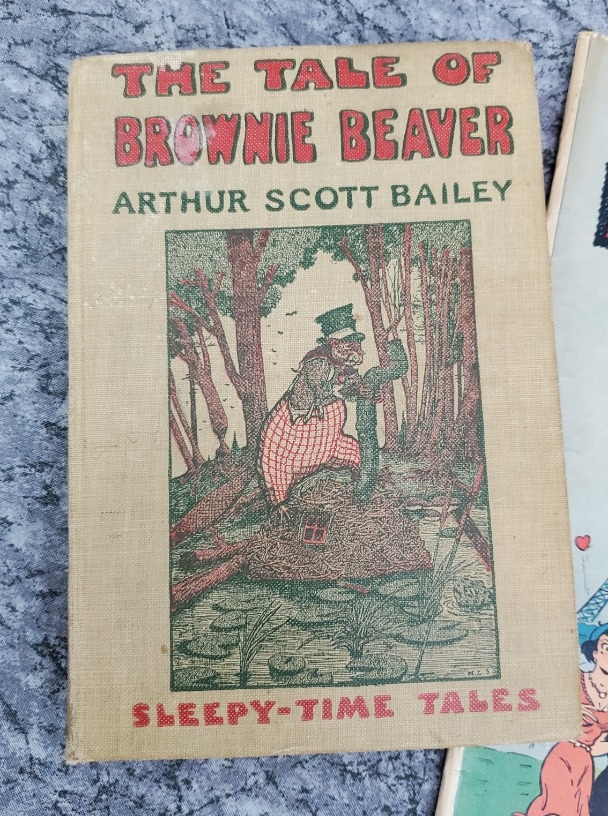 THE TALE OF
BROWNIE BEAVER
ARTHUR SCOTT BAILEY
SLEEPY-TIME TALES